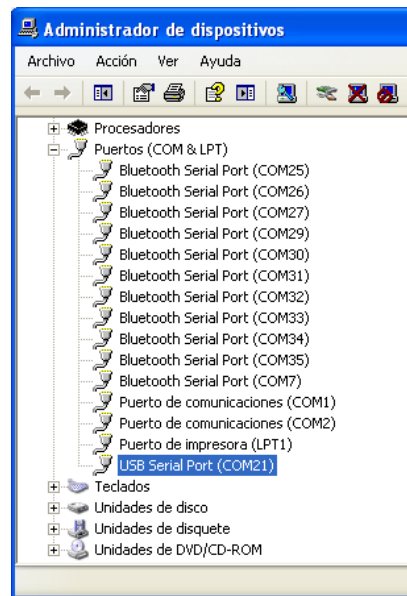 Administrador de dispositivos
Archivo Acción Ver Ayuda
Procesadores
Puertos (COM & LPT)
Bluetooth Serial Port (COM25)
Bluetooth Serial Port (COM26)
Bluetooth Serial Port (COM27)
Bluetooth Serial Port (COM29)
Bluetooth Serial Port (COM30)
Bluetooth Serial Port (COM31)
Bluetooth Serial Port (COM32)
Bluetooth Serial Port (COM33)
Bluetooth Serial Port (COM34)
Bluetooth Serial Port (COM35)
Bluetooth Serial Port (COM7)
Puerto de comunicaciones (COM1)
Puerto de comunicaciones (COM2)
Puerto de impresora (LPT1)
USB Serial Port (COM21)
Teclados
Unidades de disco
Unidades de disquete
Unidades de DVD/CD-ROM